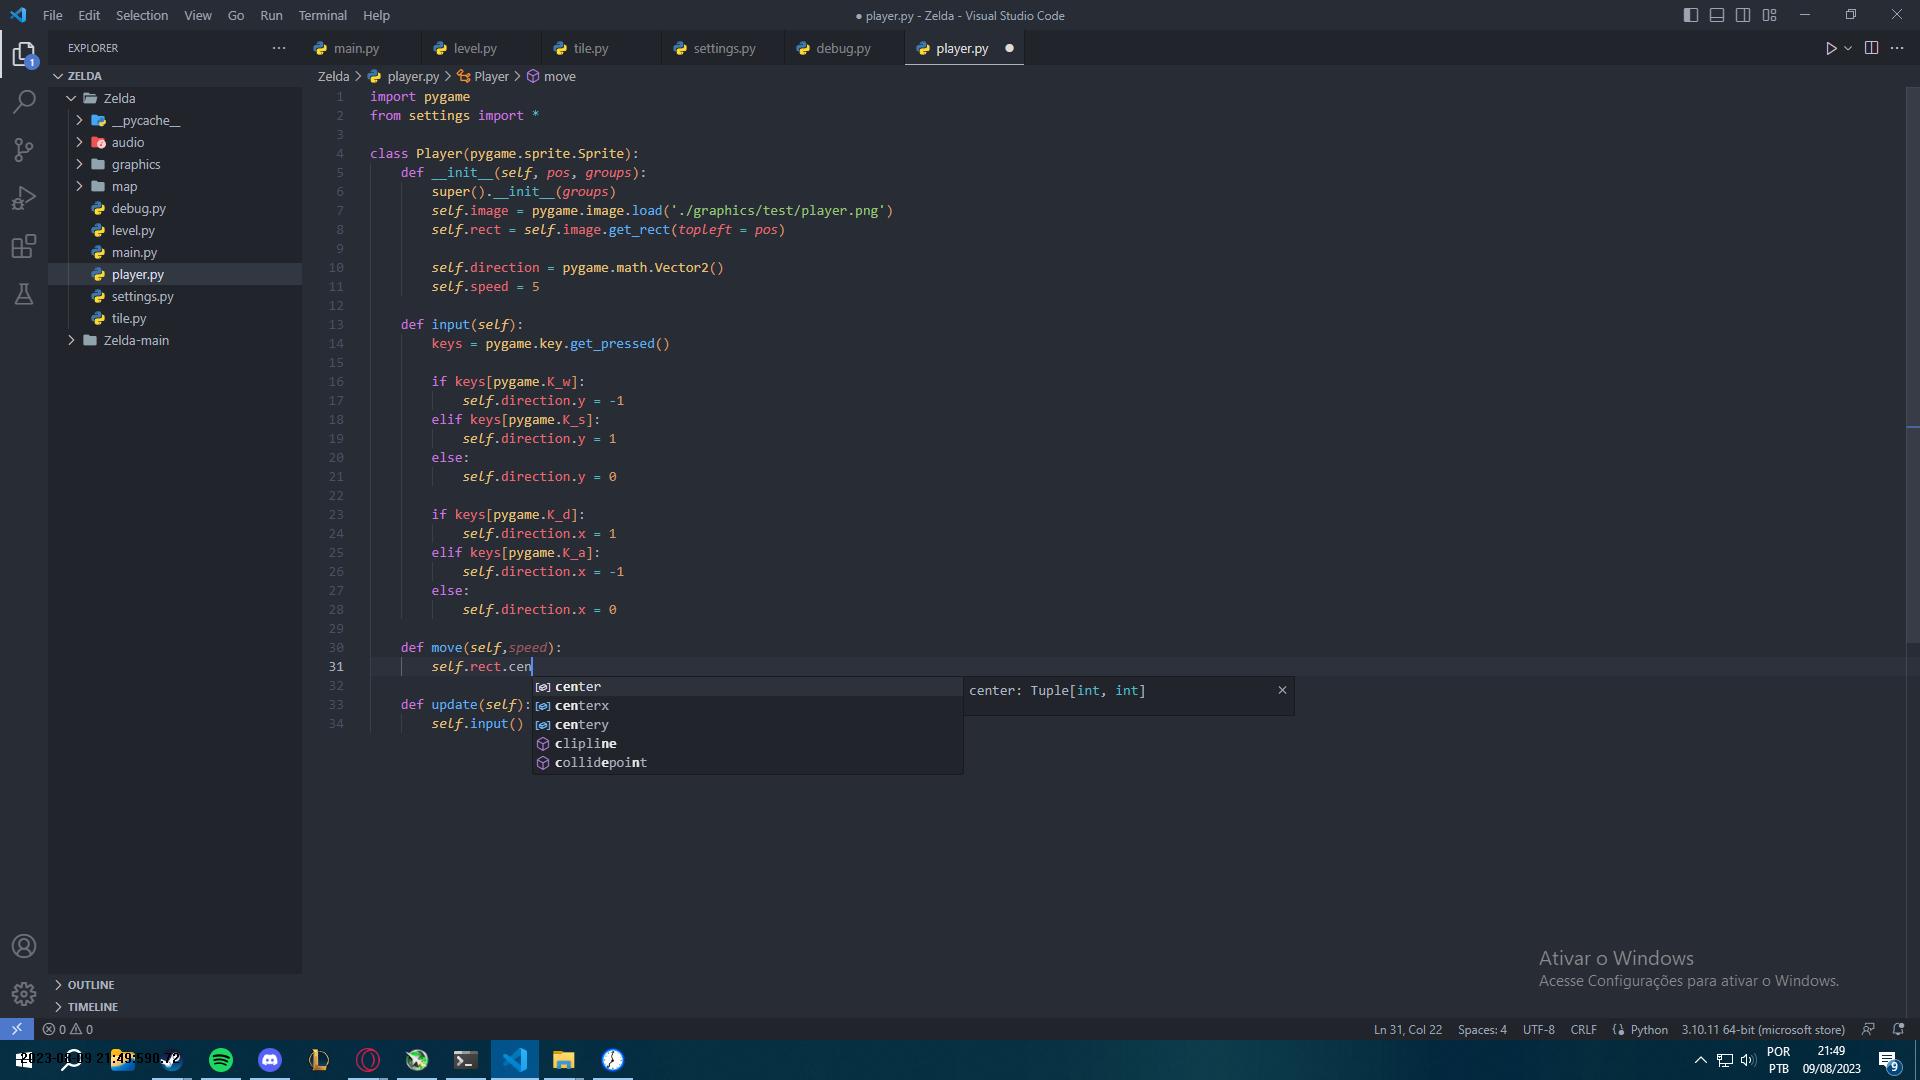 File Edit Selection View Go Run Terminal Help
● player.py - Zelda - Visual Studio Code
EXPLORER
main.py
level.py
tile.py
settings.py
debug.py
player.py
1
ZELDA
Zelda
__pycache__
audio
graphics
map
debug.py
level.py
main.py
player.py
settings.py
tile.py
Zelda-main
OUTLINE
TIMELINE
Zelda > player.py > Player > move
1 import pygame
2 from settings import *
3
4 class Player(pygame.sprite.Sprite):
5 def __init__(self, pos, groups):
6 super().__init__(groups)
7 self.image = pygame.image.load('./graphics/test/player.png')
8 self.rect = self.image.get_rect(topleft = pos)
9
10 self.direction = pygame.math.Vector2()
11 self.speed = 5
12
13 def input(self):
14 keys = pygame.key.get_pressed()
15
16 if keys[pygame.K_w]:
17 self.direction.y = -1
18 elif keys[pygame.K_s]:
19 self.direction.y = 1
20 else:
21 self.direction.y = 0
22
23 if keys[pygame.K_d]:
24 self.direction.x = 1
25 elif keys[pygame.K_a]:
26 self.direction.x = -1
27 else:
28 self.direction.x = 0
29
30 def move(self,speed):
31 self.rect.cen
32
33 def update(self):
34 self.input()
center
centerx
centery
clipline
collidepoint
center: Tuple[int, int]
Ativar o Windows
Acesse Configurações para ativar o Windows.
0 0
Ln 31, Col 22 Spaces: 4 UTF-8 CRLF Python 3.10.11 64-bit (microsoft store)
POR
PTB
21:49
09/08/2023
9